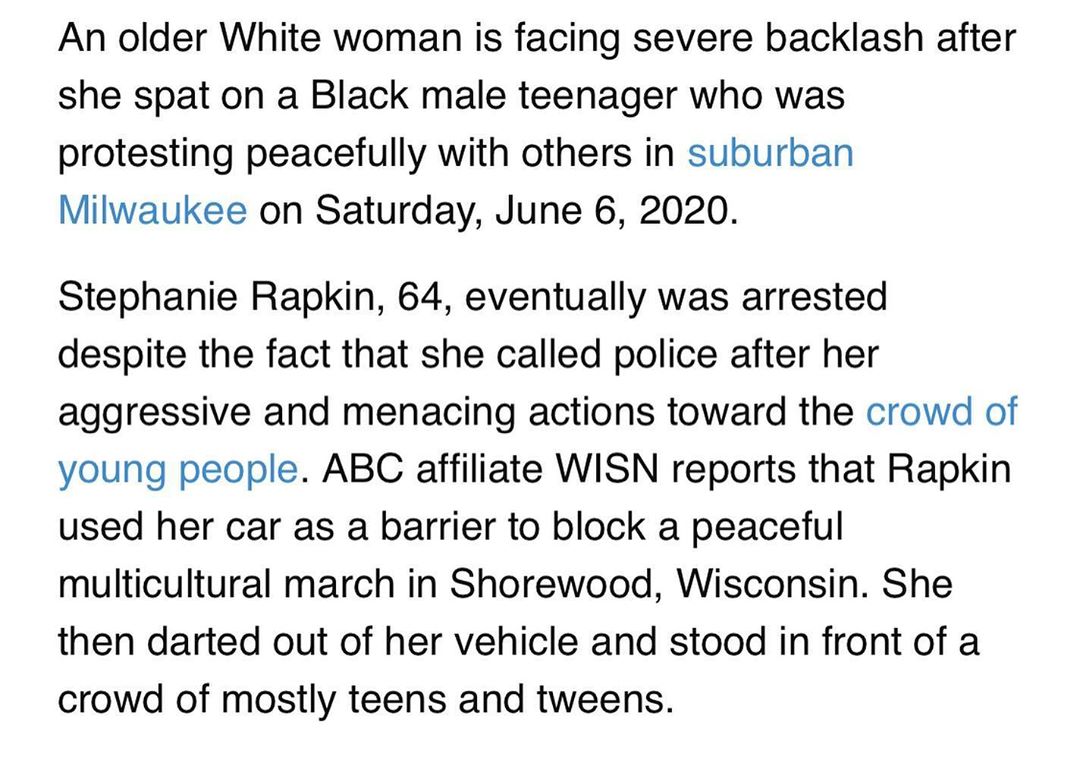 An older White woman is facing severe backlash after
she spat on a Black male teenager who was
protesting peacefully with others in suburban
Milwaukee on Saturday, June 6, 2020.
Stephanie Rapkin, 64, eventually was arrested
despite the fact that she called police after her
aggressive and menacing actions toward the crowd of
young people. ABC affiliate WISN reports that Rapkin
used her car as a barrier to block a peaceful
multicultural march in Shorewood, Wisconsin. She
then darted out of her vehicle and stood in front of a
crowd of mostly teens and tweens.